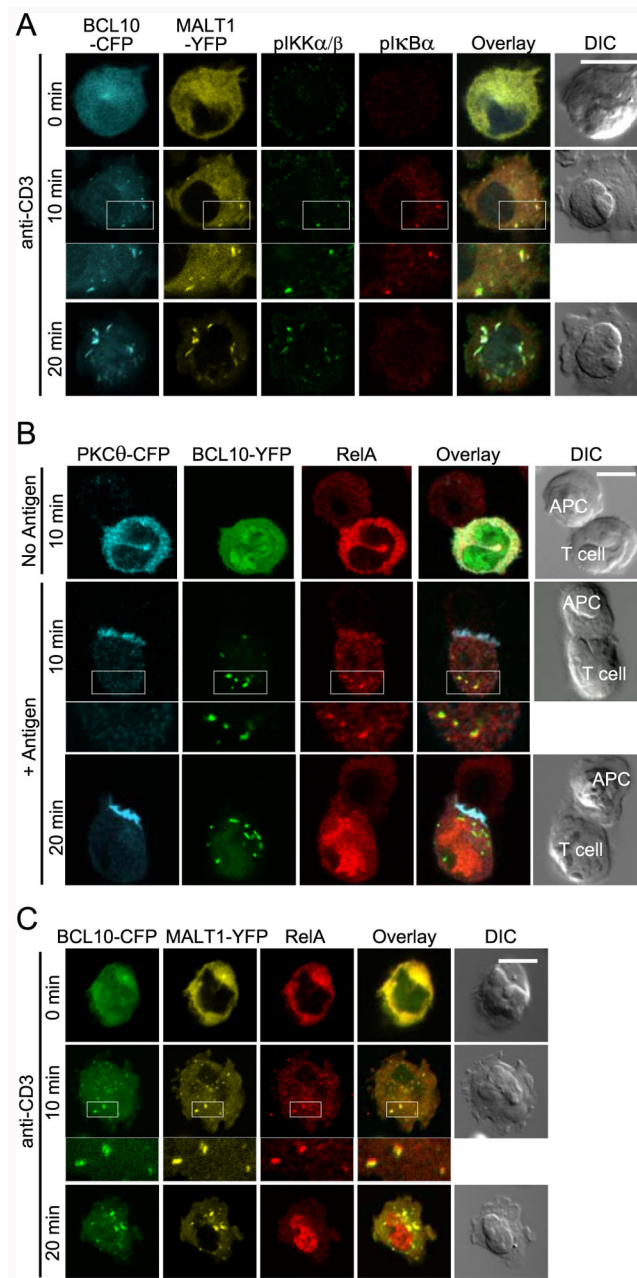 A
BCL10 -CFP
MALT1 -YFP
pIKKα/β
pIκBα
Overlay
DIC
anti-CD3
0 min
10 min
20 min
B
PKCθ-CFP
BCL10-YFP
RelA
Overlay
DIC
No Antigen
10 min
APC
T cell
+ Antigen
10 min
APC
T cell
20 min
APC
T cell
C
BCL10-CFP
MALT1-YFP
RelA
Overlay
DIC
anti-CD3
0 min
10 min
20 min